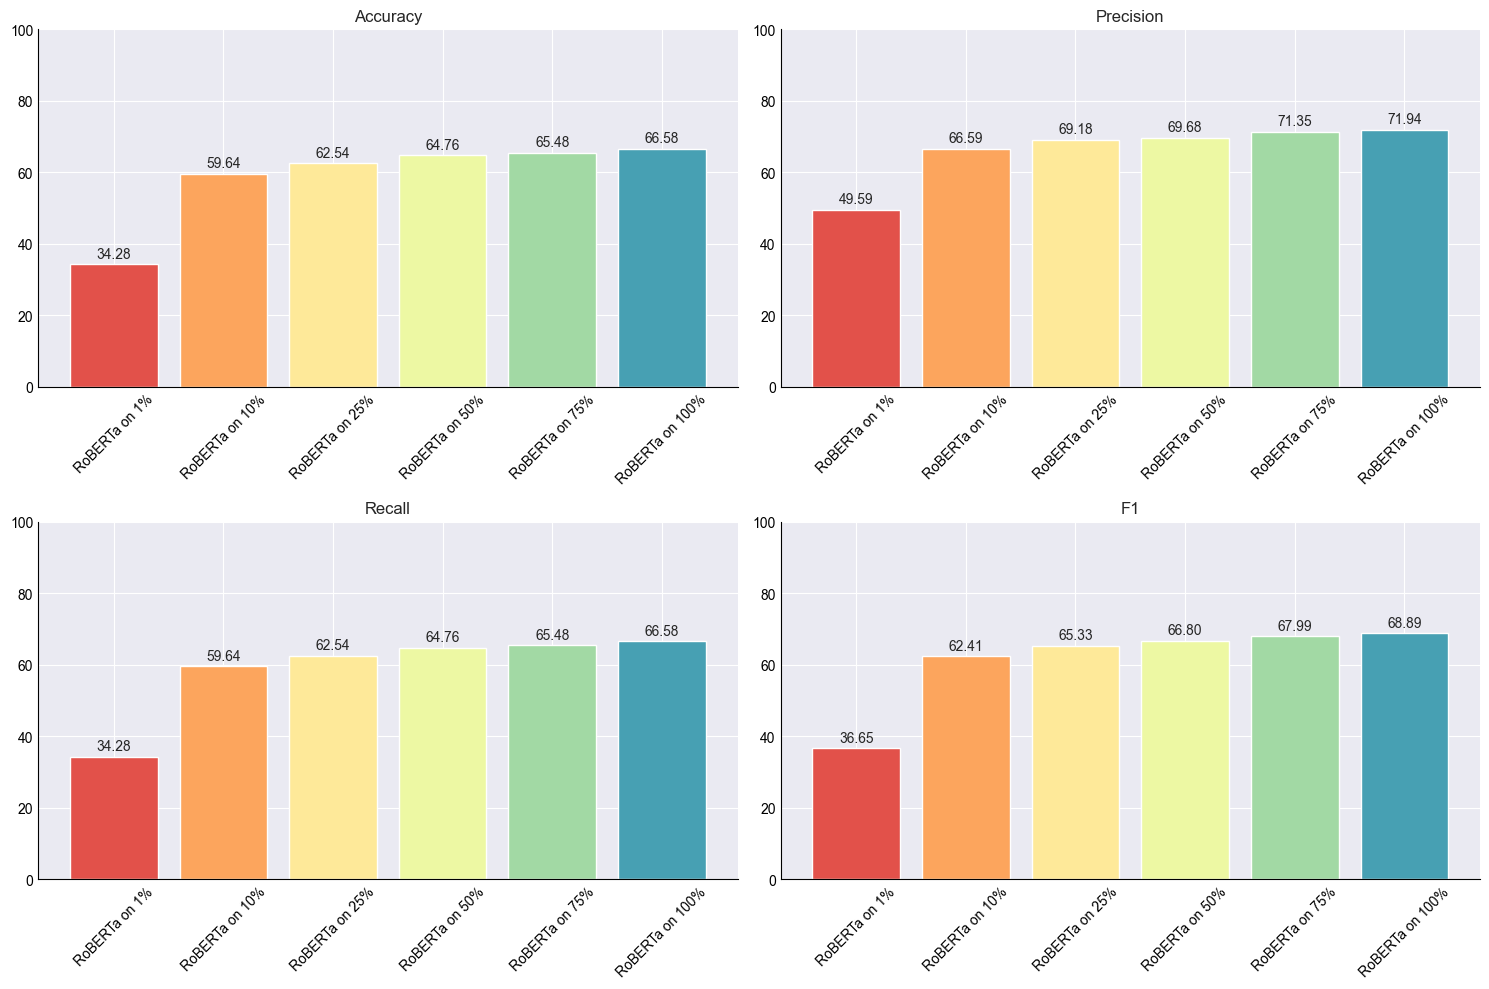 Accuracy
100
80
60
40
20
0
34.28
59.64
62.54
64.76
65.48
66.58
RoBERTa on 1%
RoBERTa on 10%
RoBERTa on 25%
RoBERTa on 50%
RoBERTa on 75%
RoBERTa on 100%
Precision
100
80
60
40
20
0
49.59
66.59
69.18
69.68
71.35
71.94
RoBERTa on 1%
RoBERTa on 10%
RoBERTa on 25%
RoBERTa on 50%
RoBERTa on 75%
RoBERTa on 100%
Recall
100
80
60
40
20
0
34.28
59.64
62.54
64.76
65.48
66.58
RoBERTa on 1%
RoBERTa on 10%
RoBERTa on 25%
RoBERTa on 50%
RoBERTa on 75%
RoBERTa on 100%
F1
100
80
60
40
20
0
36.65
62.41
65.33
66.80
67.99
68.89
RoBERTa on 1%
RoBERTa on 10%
RoBERTa on 25%
RoBERTa on 50%
RoBERTa on 75%
RoBERTa on 100%